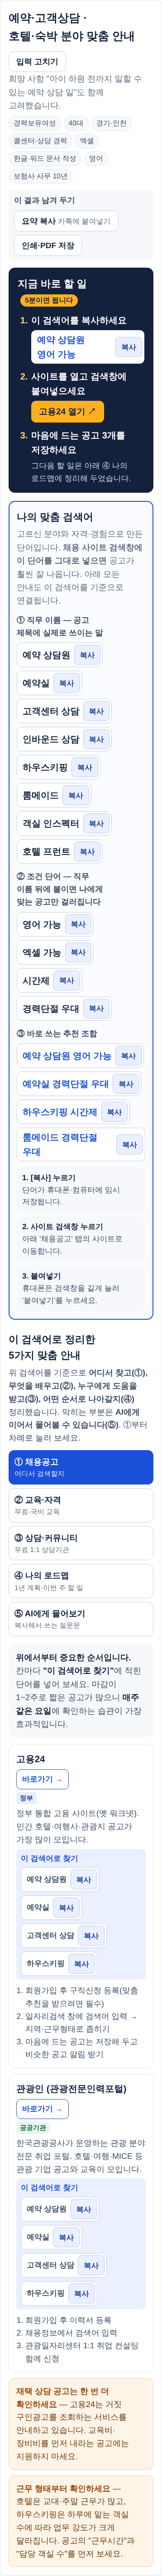 예약·고객상담 ·
호텔·숙박 분야 맞춤 안내
입력 고치기
희망 사항 "아이 하원 전까지 일할 수
있는 예약 상담 일"도 함께
고려했습니다.
경력보유여성
40대
경기·인천
콜센터·상담 경력
엑셀
한글·워드 문서 작성
영어
보험사 사무 10년
이 결과 남겨 두기
요약 복사 카톡에 붙여넣기
인쇄·PDF 저장
지금 바로 할 일
5분이면 됩니다
1. 이 검색어를 복사하세요
예약 상담원
영어 가능
복사
2. 사이트를 열고 검색창에
붙여넣으세요
고용24 열기 ↗
3. 마음에 드는 공고 3개를
저장하세요
그다음 할 일은 아래 ④ 나의
로드맵에 정리해 두었습니다.
나의 맞춤 검색어
고르신 분야와 자격·경험으로 만든
단어입니다. 채용 사이트 검색창에
이 단어를 그대로 넣으면 공고가
훨씬 잘 나옵니다. 아래 모든
안내도 이 검색어를 기준으로
연결됩니다.
① 직무 이름 — 공고
제목에 실제로 쓰이는 말
예약 상담원 복사
예약실 복사
고객센터 상담 복사
인바운드 상담 복사
하우스키핑 복사
룸메이드 복사
객실 인스펙터 복사
호텔 프런트 복사
② 조건 단어 — 직무
이름 뒤에 붙이면 나에게
맞는 공고만 걸러집니다
영어 가능 복사
엑셀 가능 복사
시간제 복사
경력단절 우대 복사
③ 바로 쓰는 추천 조합
예약 상담원 영어 가능 복사
예약실 경력단절 우대 복사
하우스키핑 시간제 복사
룸메이드 경력단절
우대
복사
1. [복사] 누르기
단어가 휴대폰·컴퓨터에 임시
저장됩니다.
2. 사이트 검색창 누르기
아래 '채용공고' 탭의 사이트로
이동합니다.
3. 붙여넣기
휴대폰은 검색창을 길게 눌러
'붙여넣기'를 누르세요.
이 검색어로 정리한
5가지 맞춤 안내
위 검색어를 기준으로 어디서 찾고(①),
무엇을 배우고(②), 누구에게 도움을
받고(③), 어떤 순서로 나아갈지(④)
정리했습니다. 막히는 부분은 AI에게
이어서 물어볼 수 있습니다(⑤). ①부터
차례로 눌러 보세요.
① 채용공고
어디서 검색할지
② 교육·자격
무료·국비 교육
③ 상담·커뮤니티
무료 1:1 상담기관
④ 나의 로드맵
1년 계획·이번 주 할 일
⑤ AI에게 물어보기
복사해서 쓰는 질문문
위에서부터 중요한 순서입니다.
칸마다 "이 검색어로 찾기"에 적힌
단어를 넣어 보세요. 마감이
1~2주로 짧은 공고가 많으니 매주
같은 요일에 확인하는 습관이 가장
효과적입니다.
고용24
바로가기 →
정부
정부 통합 고용 사이트(옛 워크넷).
민간 호텔·여행사·관광지 공고가
가장 많이 모입니다.
이 검색어로 찾기
예약 상담원 복사
예약실 복사
고객센터 상담 복사
하우스키핑 복사
1. 회원가입 후 구직신청 등록(맞춤
추천을 받으려면 필수)
2. 일자리검색 창에 검색어 입력 →
지역·근무형태로 좁히기
3. 마음에 드는 공고는 저장해 두고
비슷한 공고 알림 받기
관광인 (관광전문인력포털)
바로가기 →
공공기관
한국관광공사가 운영하는 관광 분야
전문 취업 포털. 호텔·여행·MICE 등
관광 기업 공고와 교육이 모입니다.
이 검색어로 찾기
예약 상담원 복사
예약실 복사
고객센터 상담 복사
하우스키핑 복사
1. 회원가입 후 이력서 등록
2. 채용정보에서 검색어 입력
3. 관광일자리센터 1:1 취업 컨설팅
함께 신청
재택 상담 공고는 한 번 더
확인하세요 — 고용24는 거짓
구인광고를 조회하는 서비스를
안내하고 있습니다. 교육비·
장비비를 먼저 내라는 공고에는
지원하지 마세요.
근무 형태부터 확인하세요 —
호텔은 교대·주말 근무가 많고,
하우스키핑은 하루에 맡는 객실
수에 따라 업무 강도가 크게
달라집니다. 공고의 "근무시간"과
"담당 객실 수"를 먼저 보세요.